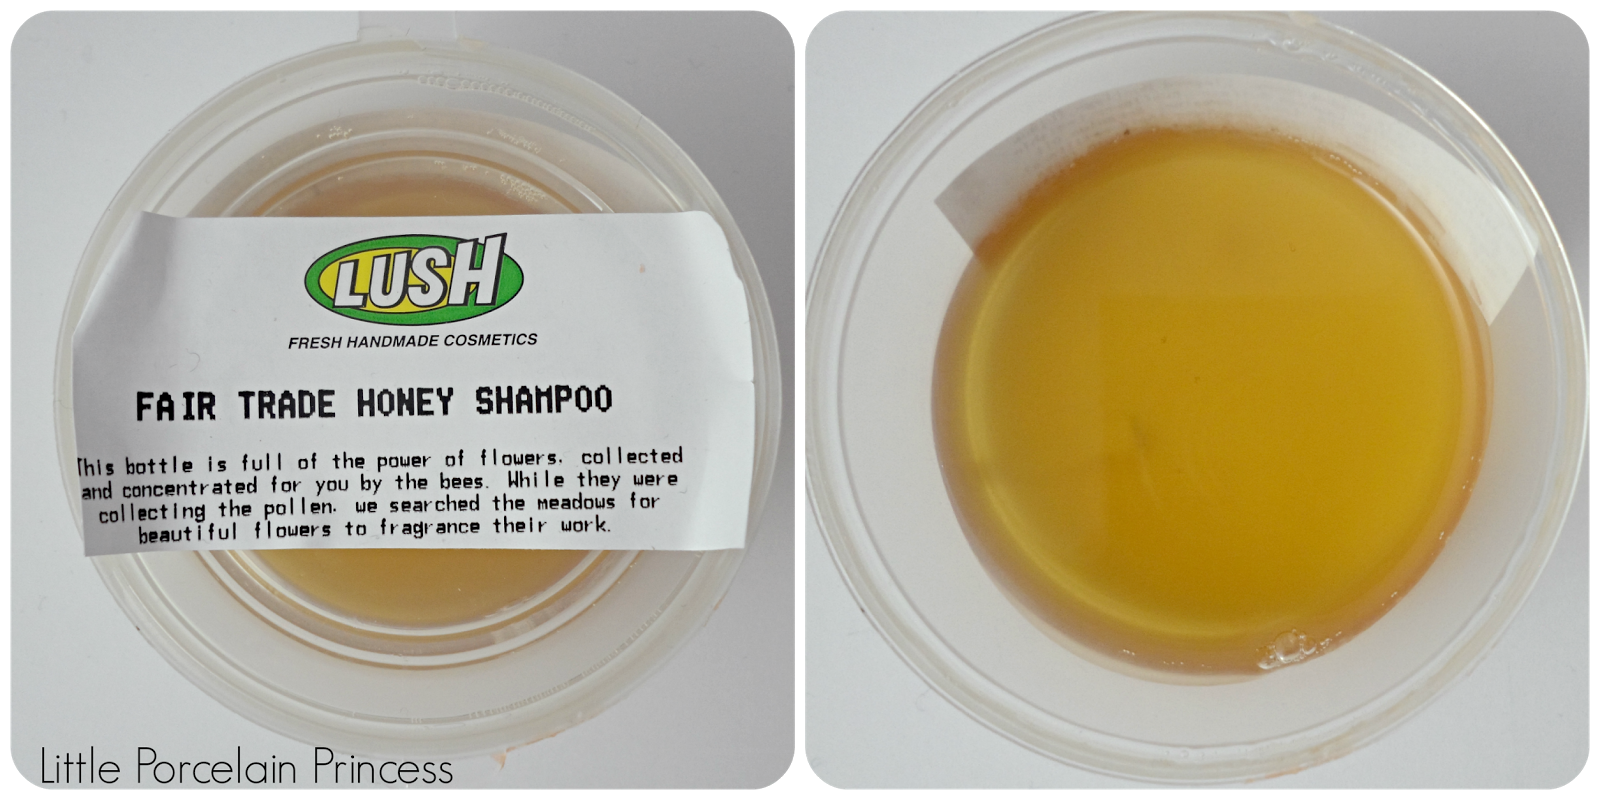 LUSH
FRESH HANDMADE COSMETICS
FAIR TRADE HONEY SHAMPOO
This bottle is full of the power of flowers, collected
and concentrated for you by the bees. While they were
collecting the pollen, we searched the meadows for
beautiful flowers to fragrance their work.
Little Porcelain Princess